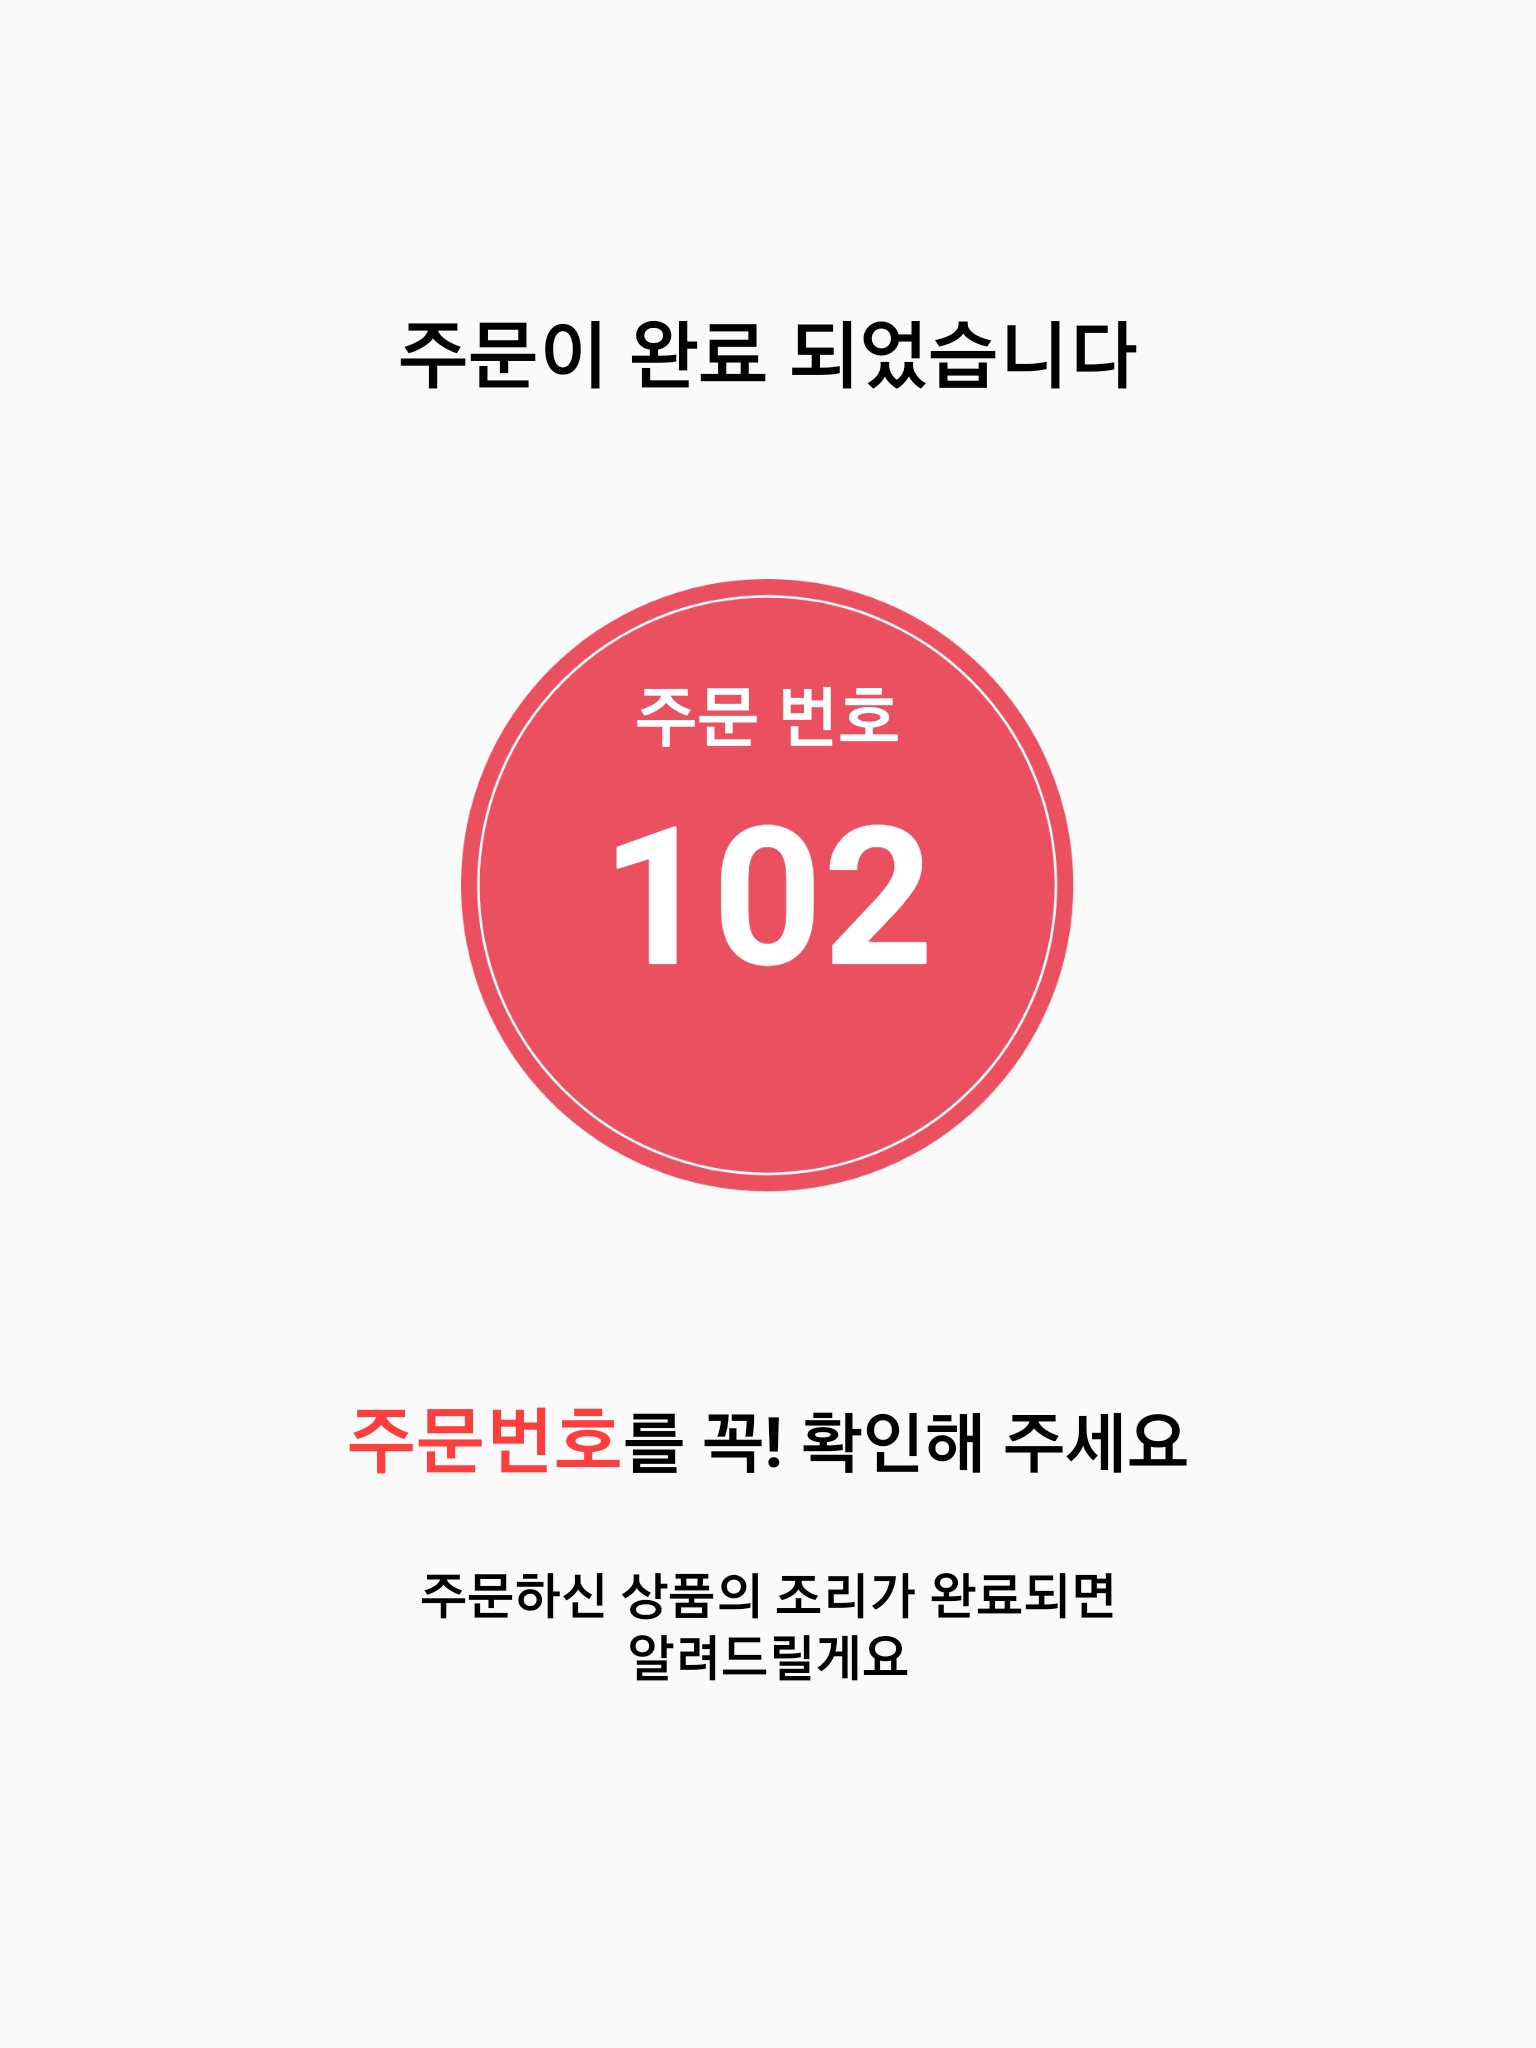 주문이 완료 되었습니다
주문 번호
102
주문번호를 꼭! 확인해 주세요
주문하신 상품의 조리가 완료되면
알려드릴게요